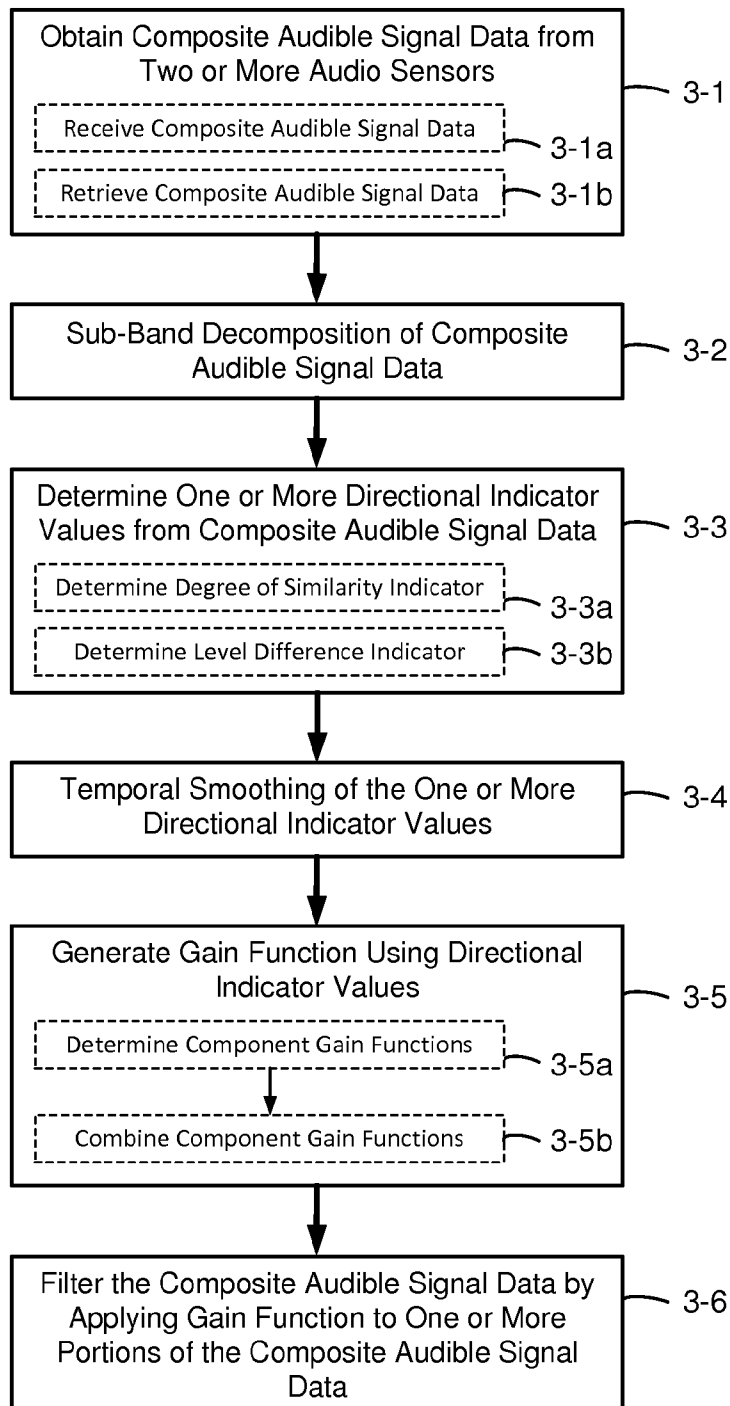 Obtain Composite Audible Signal Data from
Two or More Audio Sensors
3-1
Receive Composite Audible Signal Data
3-1a
Retrieve Composite Audible Signal Data
3-1b
Sub-Band Decomposition of Composite
Audible Signal Data
3-2
Determine One or More Directional Indicator
Values from Composite Audible Signal Data
3-3
Determine Degree of Similarity Indicator
3-3a
Determine Level Difference Indicator
3-3b
Temporal Smoothing of the One or More
Directional Indicator Values
3-4
Generate Gain Function Using Directional
Indicator Values
3-5
Determine Component Gain Functions
3-5a
Combine Component Gain Functions
3-5b
Filter the Composite Audible Signal Data by
Applying Gain Function to One or More
Portions of the Composite Audible Signal
Data
3-6